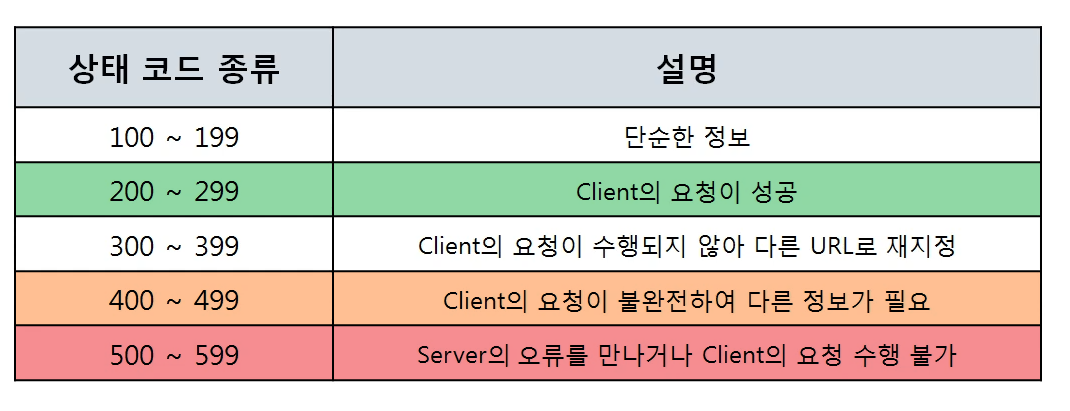 상태 코드 종류 설명
100 ~ 199 단순한 정보
200 ~ 299 Client의 요청이 성공
300 ~ 399 Client의 요청이 수행되지 않아 다른 URL로 재지정
400 ~ 499 Client의 요청이 불완전하여 다른 정보가 필요
500 ~ 599 Server의 오류를 만나거나 Client의 요청 수행 불가